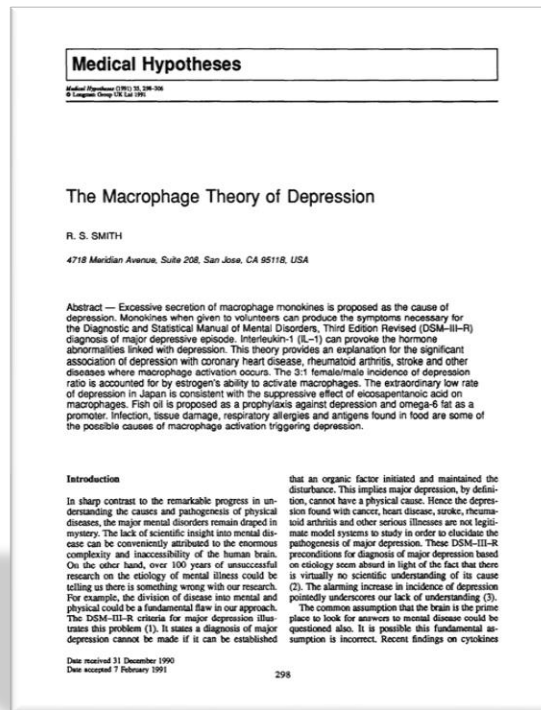 Medical Hypotheses
Medical Hypotheses (1991) 35, 298-306
© Longman Group UK Ltd 1991
The Macrophage Theory of Depression
R. S. SMITH
4718 Meridian Avenue, Suite 208, San Jose, CA 95118, USA
Abstract — Excessive secretion of macrophage monokines is proposed as the cause of
depression. Monokines when given to volunteers can produce the symptoms necessary for
the Diagnostic and Statistical Manual of Mental Disorders, Third Edition Revised (DSM–III–R)
diagnosis of major depressive episode. Interleukin-1 (IL–1) can provoke the hormone
abnormalities linked with depression. This theory provides an explanation for the significant
association of depression with coronary heart disease, rheumatoid arthritis, stroke and other
diseases where macrophage activation occurs. The 3:1 female/male incidence of depression
ratio is accounted for by estrogen's ability to activate macrophages. The extraordinary low rate
of depression in Japan is consistent with the suppressive effect of eicosapentanoic acid on
macrophages. Fish oil is proposed as a prophylaxis against depression and omega-6 fat as a
promoter. Infection, tissue damage, respiratory allergies and antigens found in food are some of
the possible causes of macrophage activation triggering depression.
Introduction
In sharp contrast to the remarkable progress in un-
derstanding the causes and pathogenesis of physical
diseases, the major mental disorders remain draped in
mystery. The lack of scientific insight into mental dis-
ease can be conveniently attributed to the enormous
complexity and inaccessibility of the human brain.
On the other hand, over 100 years of unsuccessful
research on the etiology of mental illness could be
telling us there is something wrong with our research.
For example, the division of disease into mental and
physical could be a fundamental flaw in our approach.
The DSM–III–R criteria for major depression illus-
trates this problem (1). It states a diagnosis of major
depression cannot be made if it can be established
that an organic factor initiated and maintained the
disturbance. This implies major depression, by defini-
tion, cannot have a physical cause. Hence the depres-
sion found with cancer, heart disease, stroke, rheuma-
toid arthritis and other serious illnesses are not legiti-
mate model systems to study in order to elucidate the
pathogenesis of major depression. These DSM–III–R
preconditions for diagnosis of major depression based
on etiology seem absurd in light of the fact that there
is virtually no scientific understanding of its cause
(2). The alarming increase in incidence of depression
pointedly underscores our lack of understanding (3).
The common assumption that the brain is the prime
place to look for answers to mental disease could be
questioned also. It is possible this fundamental as-
sumption is incorrect. Recent findings on cytokines
Date received 31 December 1990
Date accepted 7 February 1991
298